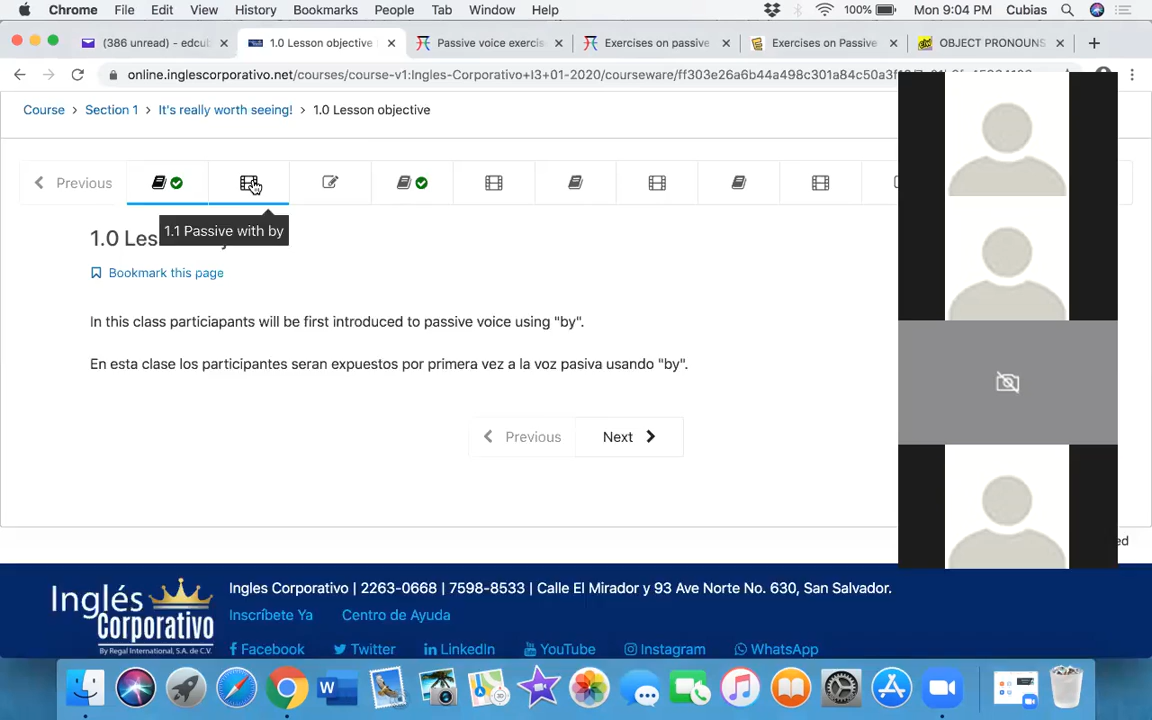 Chrome File Edit View History Bookmarks People Tab Window Help 100% Mon 9:04 PM Cubias
(386 unread) - edcut 1.0 Lesson objective Passive voice exercis Exercises on passive Exercises on Passive OBJECT PRONOUNS
online.inglescorporativo.net/courses/course-v1:Ingles-Corporativo+I3+01-2020/courseware/ff303e26a6b44a498c301a84c50a3f
Course > Section 1 > It's really worth seeing! > 1.0 Lesson objective
Previous
1.1 Passive with by
1.0 Les
Bookmark this page
In this class particiapants will be first introduced to passive voice using "by".
En esta clase los participantes seran expuestos por primera vez a la voz pasiva usando "by".
Previous Next
ed
Inglés Corporativo
By Regal International, S.A. de C.V.
Ingles Corporativo | 2263-0668 | 7598-8533 | Calle El Mirador y 93 Ave Norte No. 630, San Salvador.
Inscríbete Ya Centro de Ayuda
Facebook Twitter LinkedIn YouTube Instagram WhatsApp